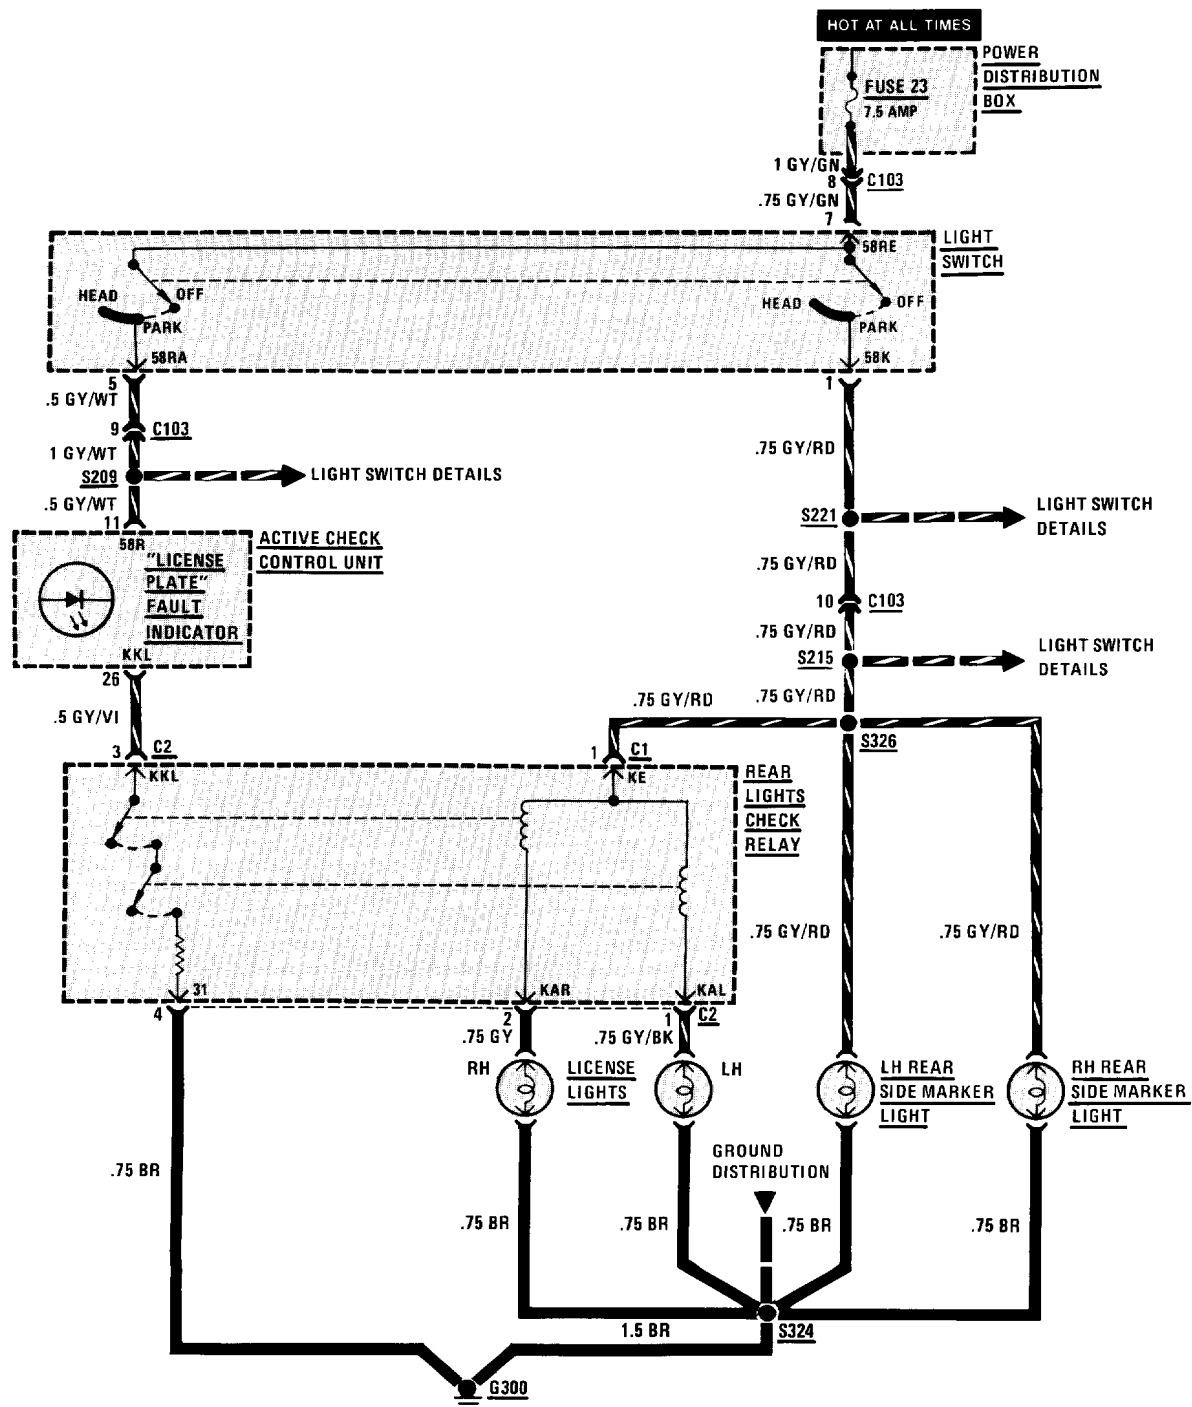 HOT AT ALL TIMES
POWER
DISTRIBUTION
BOX
FUSE 23
7.5 AMP
1 GY/GN
8
C103
.75 GY/GN
7
58RE
LIGHT
SWITCH
HEAD
OFF
PARK
58RA
HEAD
OFF
PARK
58K
5
.5 GY/WT
9
C103
1 GY/WT
S209
LIGHT SWITCH DETAILS
.5 GY/WT
11
1
.75 GY/RD
S221
LIGHT SWITCH
DETAILS
.75 GY/RD
10
C103
.75 GY/RD
S215
LIGHT SWITCH
DETAILS
.75 GY/RD
58R
ACTIVE CHECK
CONTROL UNIT
"LICENSE
PLATE"
FAULT
INDICATOR
KKL
26
.5 GY/VI
3
C2
KKL
.75 GY/RD
S326
1
C1
KE
REAR
LIGHTS
CHECK
RELAY
31
KAR
KAL
4
2
1
C2
.75 GY
.75 GY/BK
.75 GY/RD
.75 GY/RD
RH
LICENSE
LIGHTS
LH
LH REAR
SIDE MARKER
LIGHT
RH REAR
SIDE MARKER
LIGHT
GROUND
DISTRIBUTION
.75 BR
.75 BR
.75 BR
.75 BR
.75 BR
1.5 BR
S324
G300